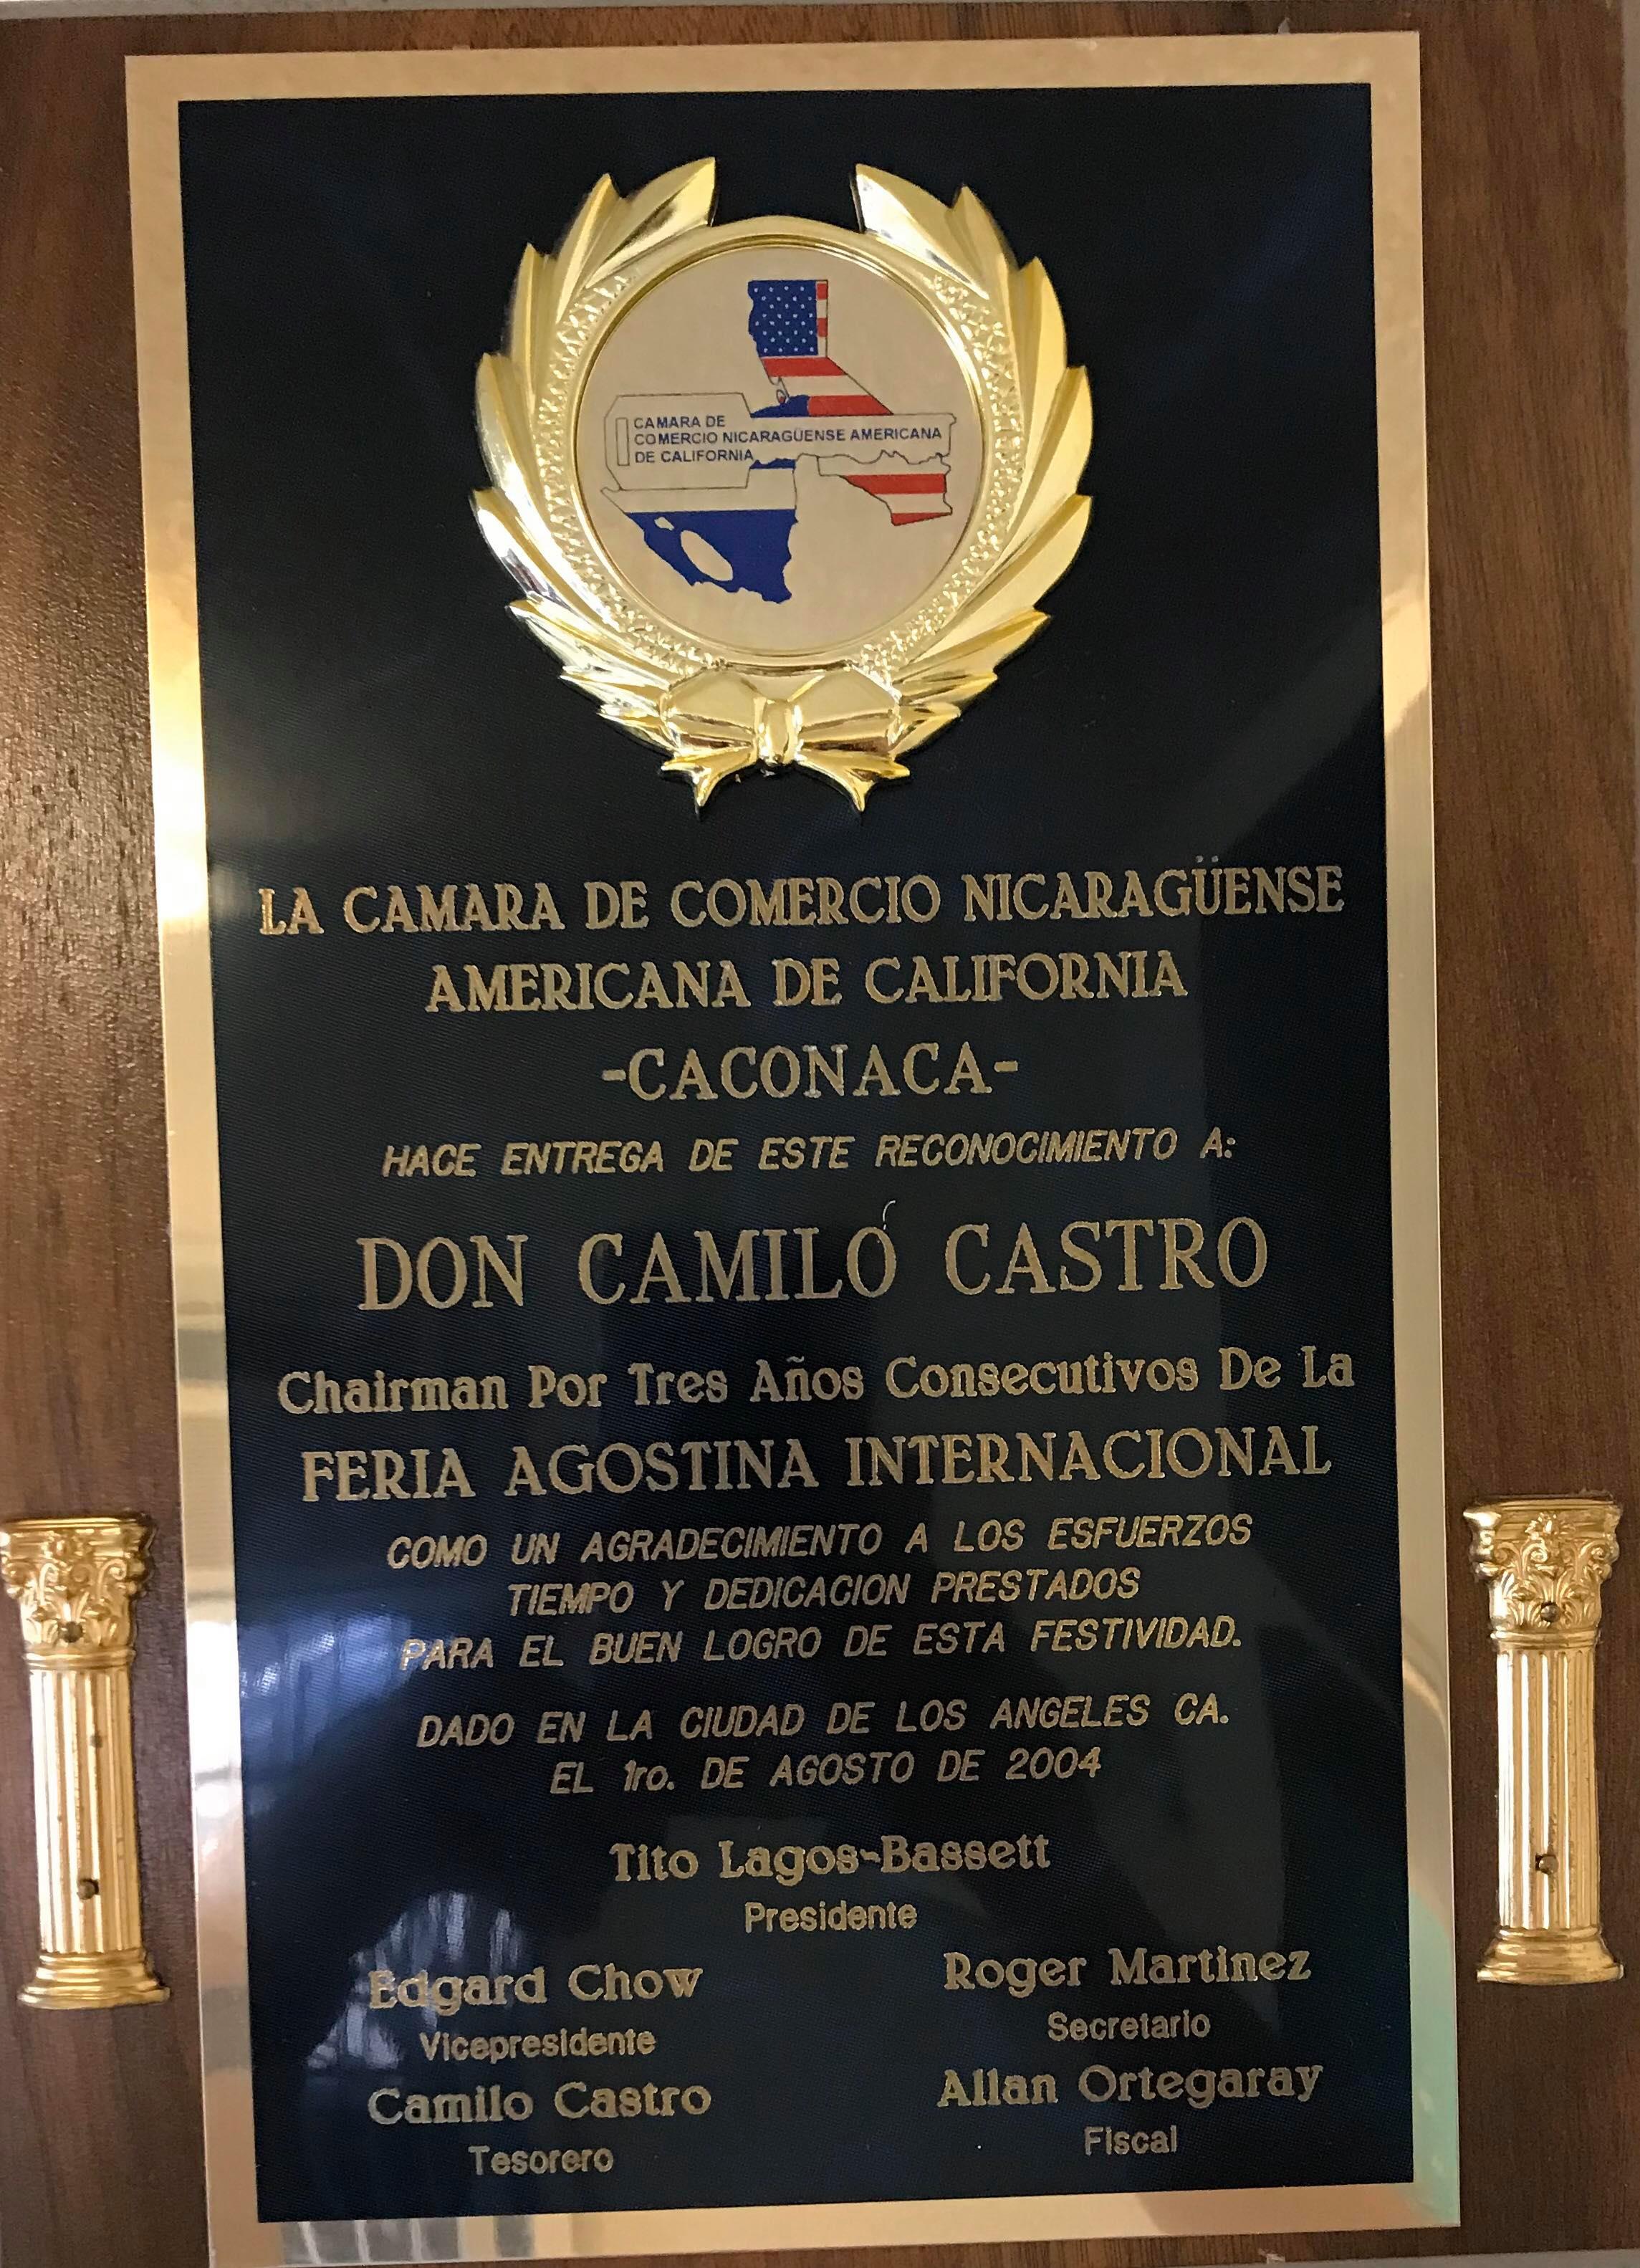 CAMARA DE
COMERCIO NICARAGÜENSE AMERICANA
DE CALIFORNIA
LA CAMARA DE COMERCIO NICARAGÜENSE
AMERICANA DE CALIFORNIA
-CACONACA-
HACE ENTREGA DE ESTE RECONOCIMIENTO A:
DON CAMILO CASTRO
Chairman Por Tres Años Consecutivos De La
FERIA AGOSTINA INTERNACIONAL
COMO UN AGRADECIMIENTO A LOS ESFUERZOS
TIEMPO Y DEDICACION PRESTADOS
PARA EL BUEN LOGRO DE ESTA FESTIVIDAD.
DADO EN LA CIUDAD DE LOS ANGELES CA.
EL 1ro. DE AGOSTO DE 2004
Tito Lagos-Bassett
Presidente
Edgard Chow
Vicepresidente
Roger Martinez
Secretario
Camilo Castro
Tesorero
Allan Ortegaray
Fiscal